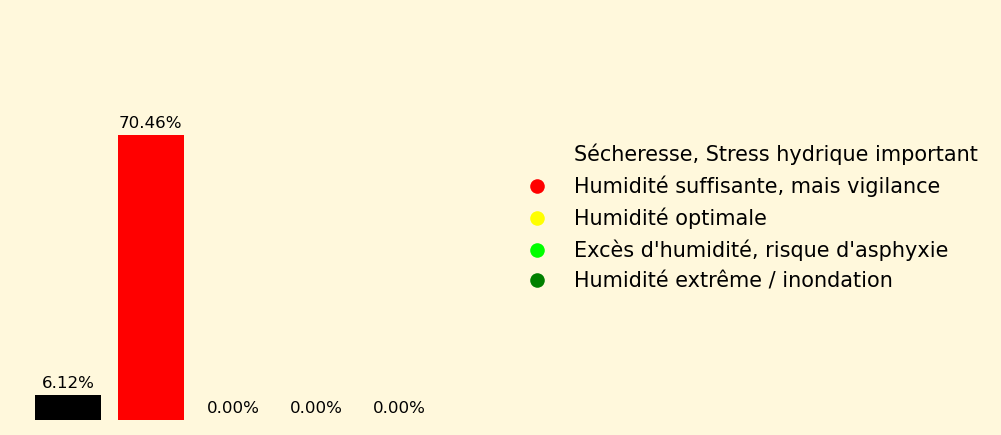 70.46%
6.12%
0.00%
0.00%
0.00%
Sécheresse, Stress hydrique important
Humidité suffisante, mais vigilance
Humidité optimale
Excès d'humidité, risque d'asphyxie
Humidité extrême / inondation